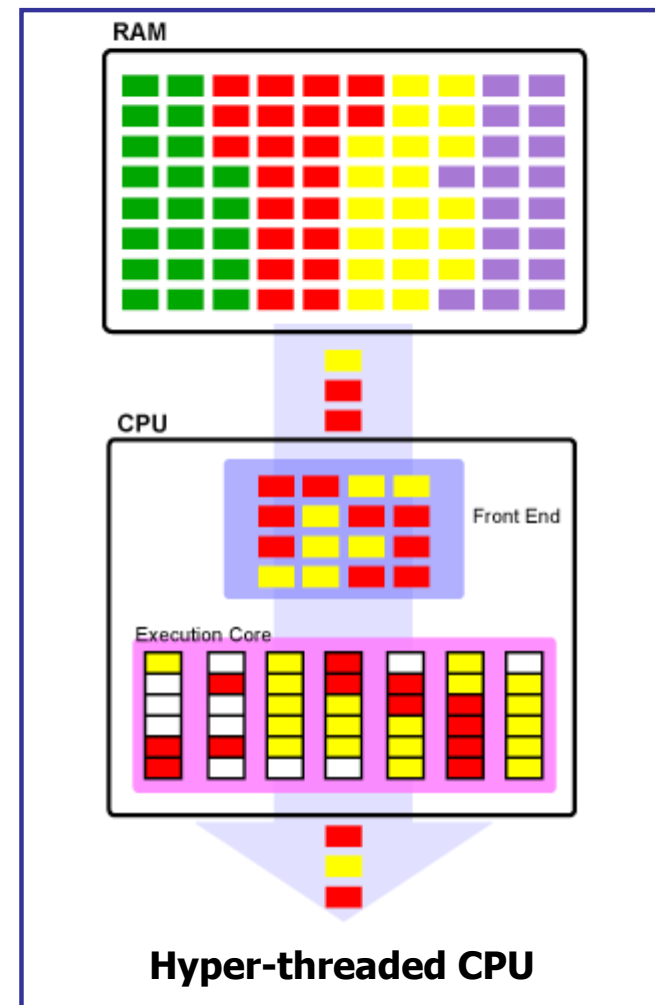 RAM
CPU
Front End
Execution Core
Hyper-threaded CPU